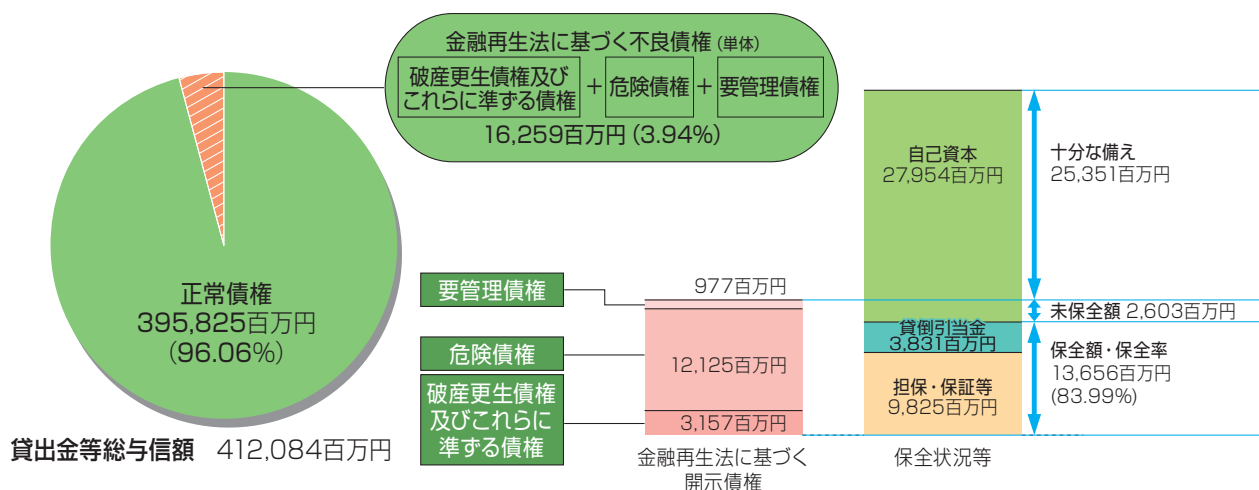 金融再生法に基づく不良債権(単体)
破産更生債権及び
これらに準ずる債権
+
危険債権
+
要管理債権
16,259百万円(3.94%)
正常債権
395,825百万円
(96.06%)
貸出金等総与信額 412,084百万円
要管理債権
危険債権
破産更生債権
及びこれらに
準ずる債権
977百万円
12,125百万円
3,157百万円
金融再生法に基づく
開示債権
自己資本
27,954百万円
貸倒引当金
3,831百万円
担保・保証等
9,825百万円
保全状況等
十分な備え
25,351百万円
未保全額 2,603百万円
保全額・保全率
13,656百万円
(83.99%)